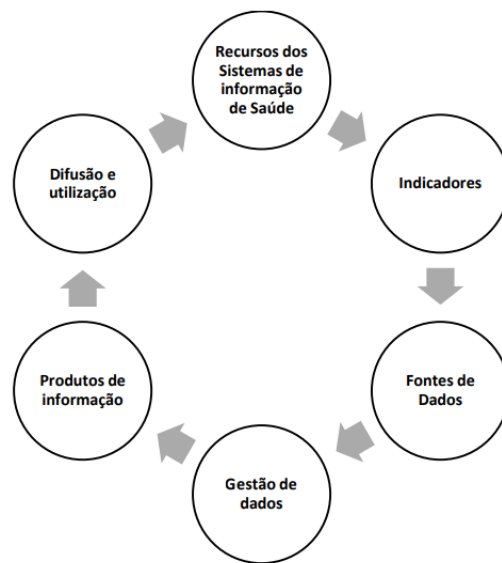 Recursos dos
Sistemas de
informação
de Saúde
Indicadores
Fontes de
Dados
Gestão de
dados
Produtos de
informação
Difusão e
utilização